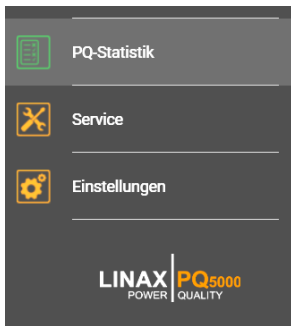 PQ-Statistik
Service
Einstellungen
LINAX PQ5000
POWER QUALITY